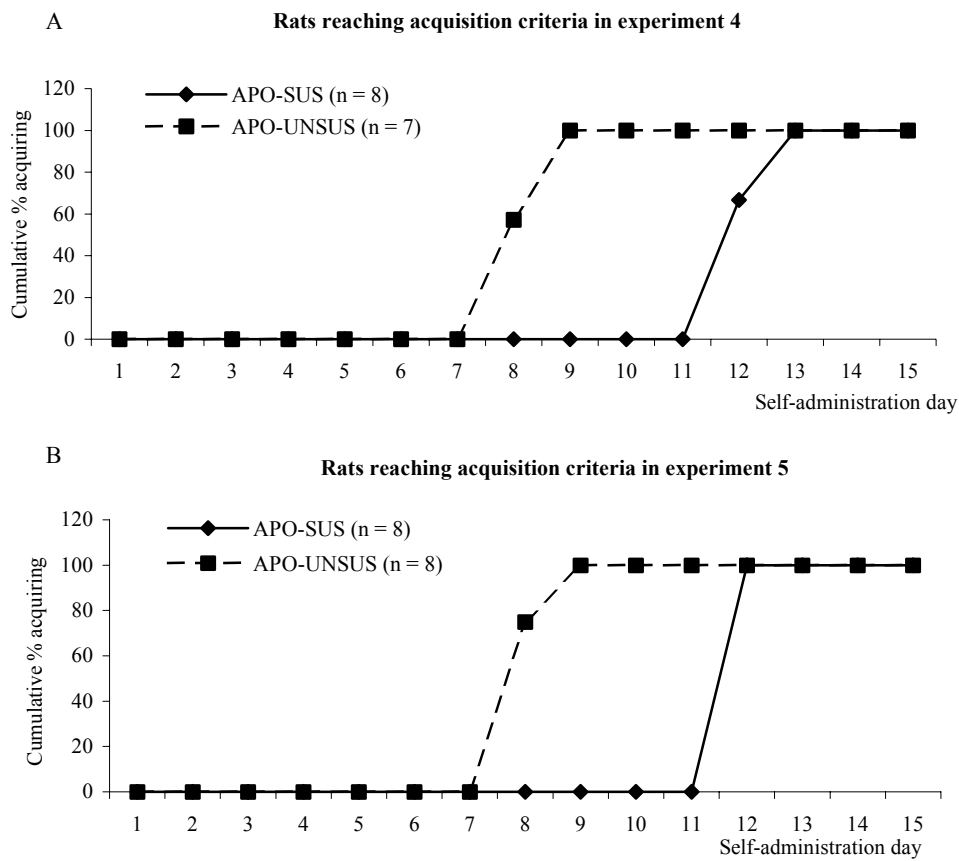 A
Rats reaching acquisition criteria in experiment 4
Cumulative % acquiring
120
100
80
60
40
20
0
APO-SUS (n = 8)
APO-UNSUS (n = 7)
1 2 3 4 5 6 7 8 9 10 11 12 13 14 15
Self-administration day
B
Rats reaching acquisition criteria in experiment 5
Cumulative % acquiring
120
100
80
60
40
20
0
APO-SUS (n = 8)
APO-UNSUS (n = 8)
1 2 3 4 5 6 7 8 9 10 11 12 13 14 15
Self-administration day